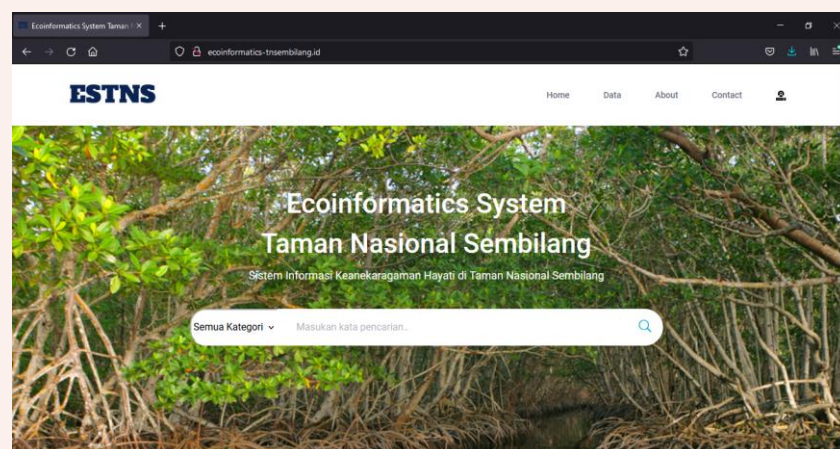 Ecoinformatics System Taman
ecoinformatics-tnsembilang.id
ESTNS
Home Data About Contact
Ecoinformatics System
Taman Nasional Sembilang
Sistem Informasi Keanekaragaman Hayati di Taman Nasional Sembilang
Semua Kategori Masukan kata pencarian..